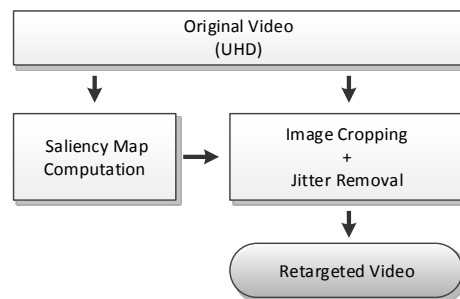 Original Video
(UHD)
Saliency Map
Computation
Image Cropping
+
Jitter Removal
Retargeted Video